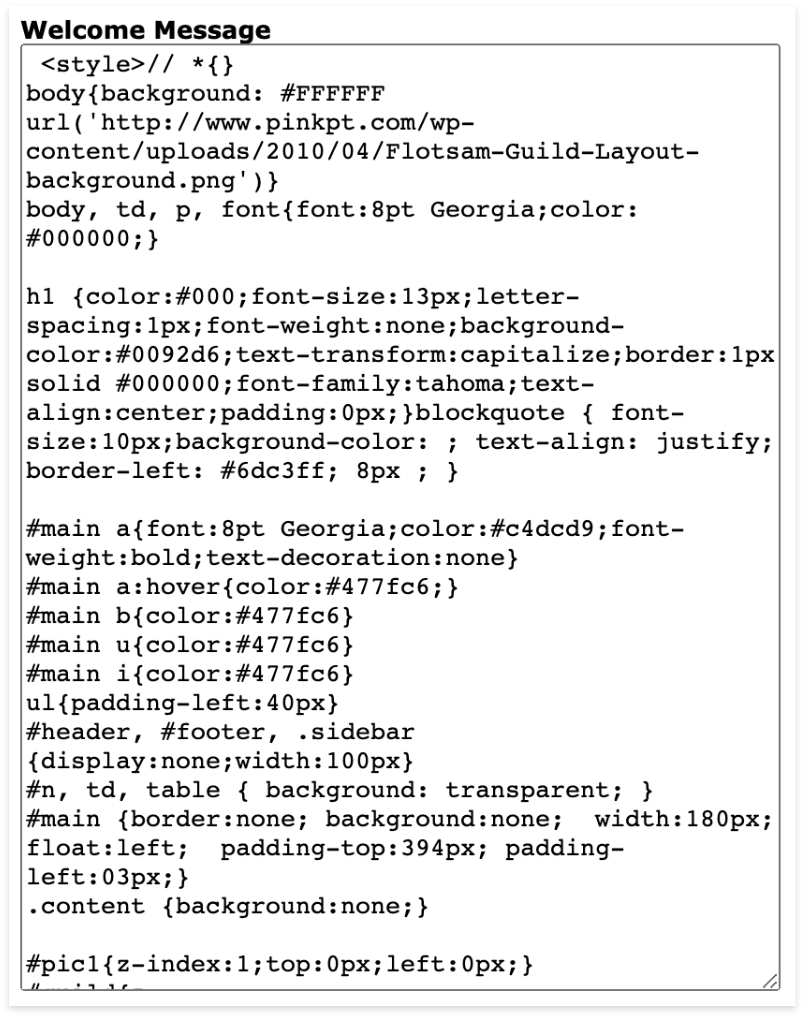 Welcome Message
<style>// *{}
body{background: #FFFFFF
url('http://www.pinkpt.com/wp-
content/uploads/2010/04/Flotsam-Guild-Layout-
background.png')}
body, td, p, font{font:8pt Georgia;color:
#000000;}
h1 {color:#000;font-size:13px;letter-
spacing:1px;font-weight:none;background-
color:#0092d6;text-transform:capitalize;border:1px
solid #000000;font-family:tahoma;text-
align:center;padding:0px;}blockquote { font-
size:10px;background-color: ; text-align: justify;
border-left: #6dc3ff; 8px ; }
#main a{font:8pt Georgia;color:#c4dcd9;font-
weight:bold;text-decoration:none}
#main a:hover{color:#477fc6;}
#main b{color:#477fc6}
#main u{color:#477fc6}
#main i{color:#477fc6}
ul{padding-left:40px}
#header, #footer, .sidebar
{display:none;width:100px}
#n, td, table { background: transparent; }
#main {border:none; background:none;  width:180px;
float:left;  padding-top:394px; padding-
left:03px;}
.content {background:none;}
#pic1{z-index:1;top:0px;left:0px;}